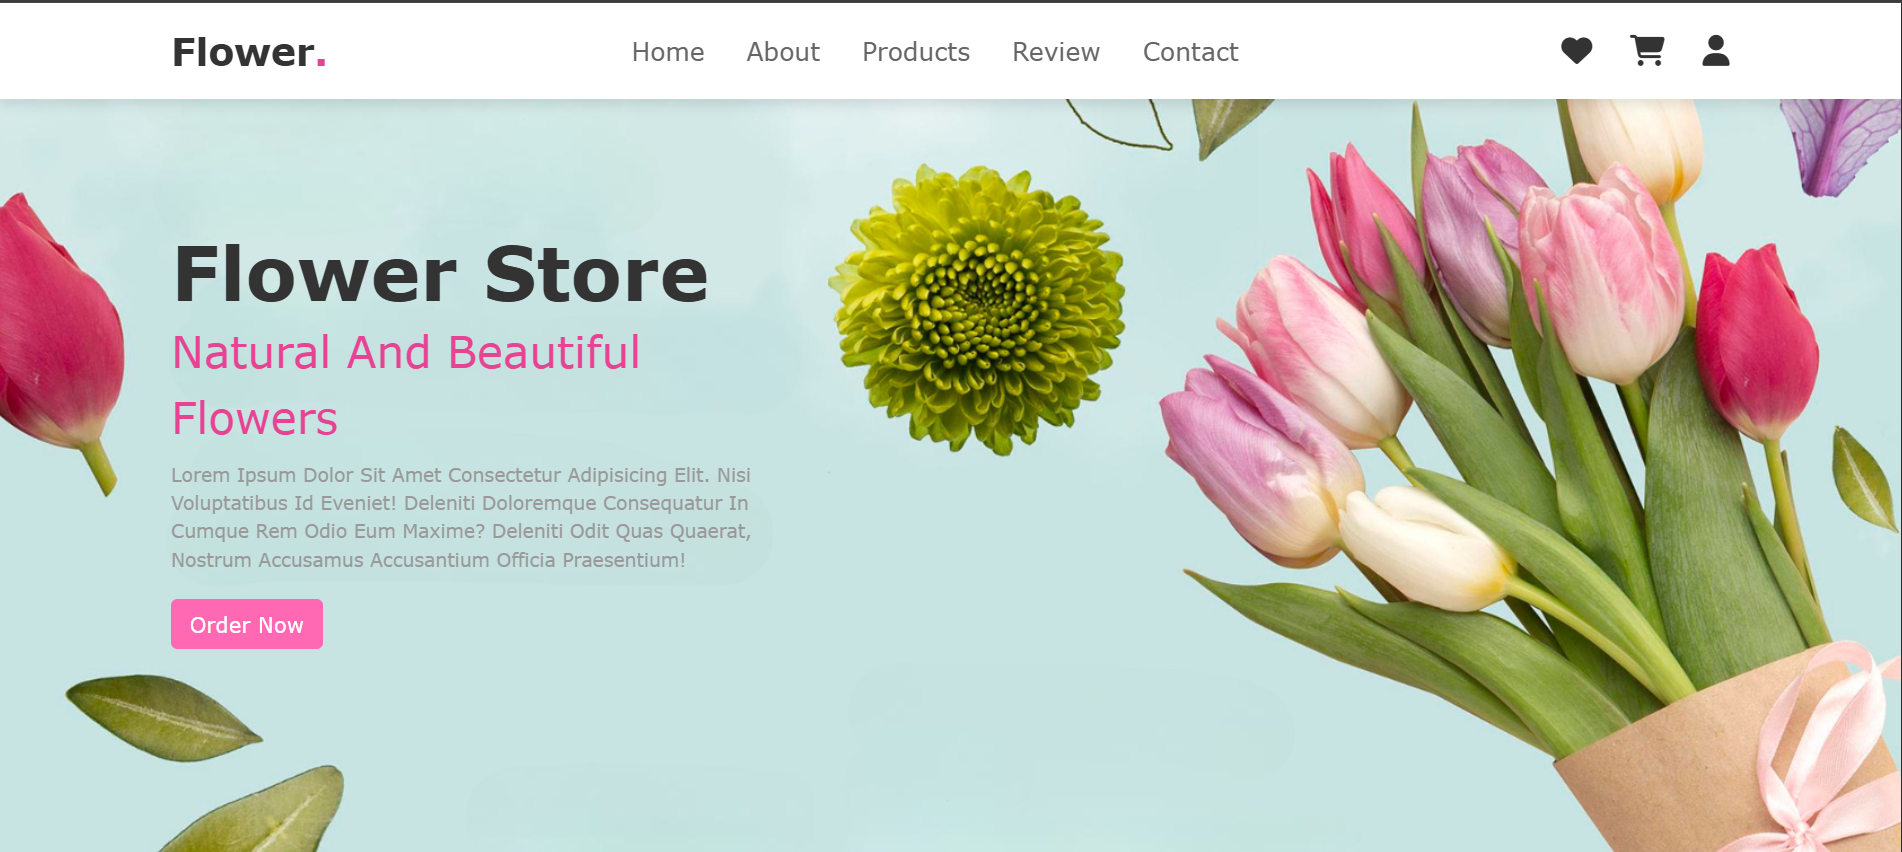 Flower.
Home About Products Review Contact
Flower Store
Natural And Beautiful
Flowers
Lorem Ipsum Dolor Sit Amet Consectetur Adipisicing Elit. Nisi
Voluptatibus Id Eveniet! Deleniti Doloremque Consequatur In
Cumque Rem Odio Eum Maxime? Deleniti Odit Quas Quaerat,
Nostrum Accusamus Accusantium Officia Praesentium!
Order Now